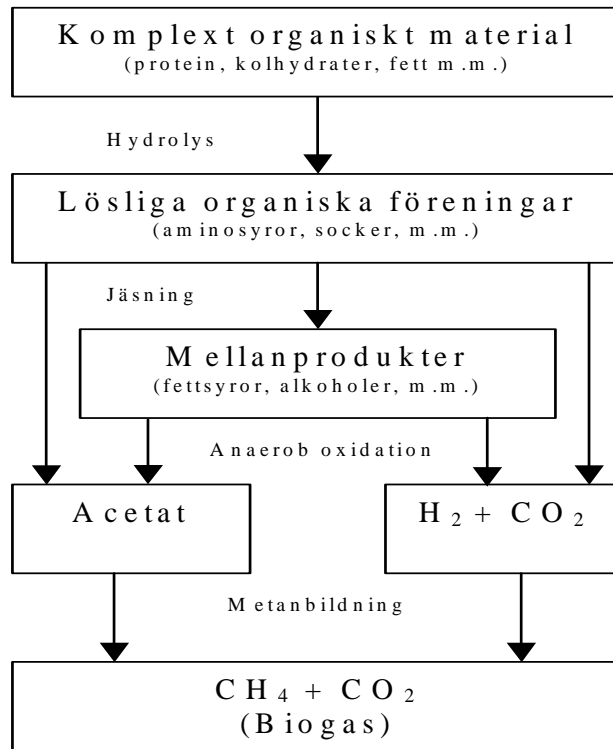 Komplext organiskt material
(protein, kolhydrater, fett m.m.)
Hydrolys
Lösliga organiska föreningar
(aminosyror, socker, m.m.)
Jäsning
Mellanprodukter
(fettsyror, alkoholer, m.m.)
Anaerob oxidation
Acetat
H₂ + CO₂
Metanbildning
CH₄ + CO₂
(Biogas)